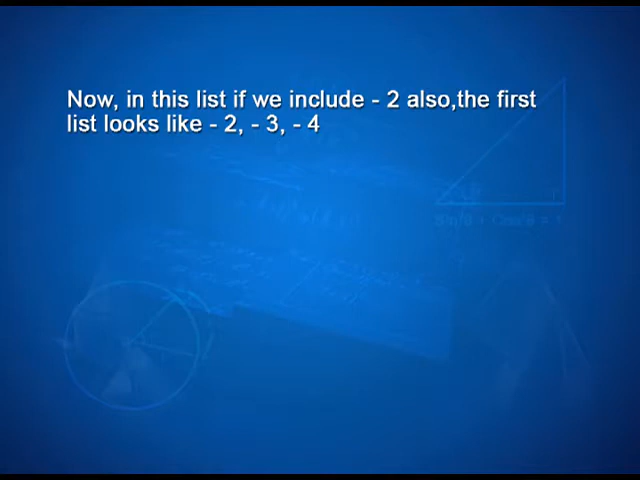 Now, in this list if we include - 2 also,the first
list looks like - 2, - 3, - 4